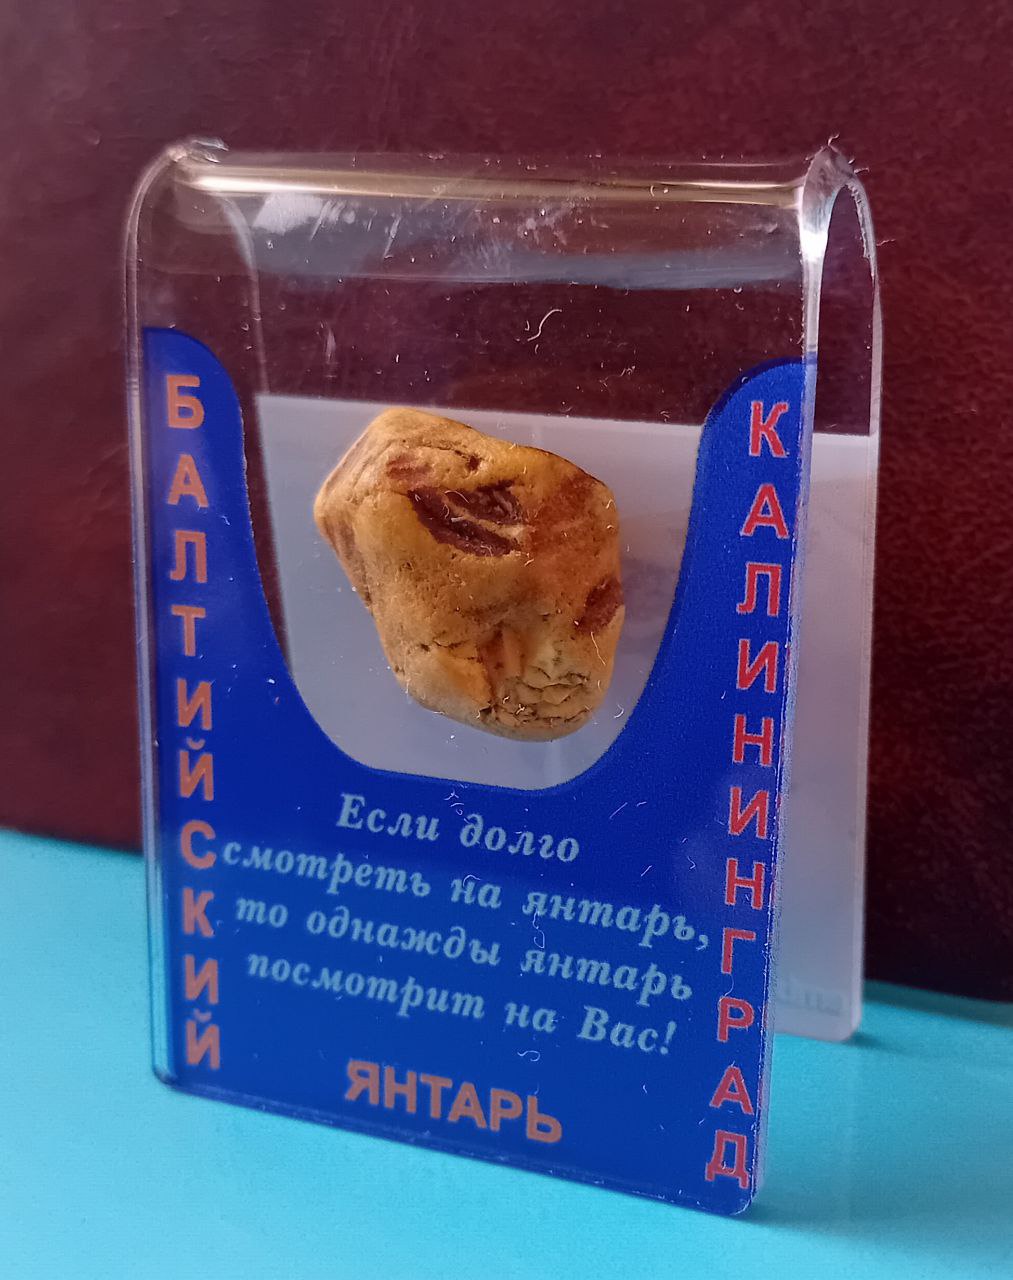 БАЛТИЙСКИЙ
КАЛИНИНГРАД
Если долго
смотреть на янтарь,
то однажды янтарь
посмотрит на Вас!
ЯНТАРЬ